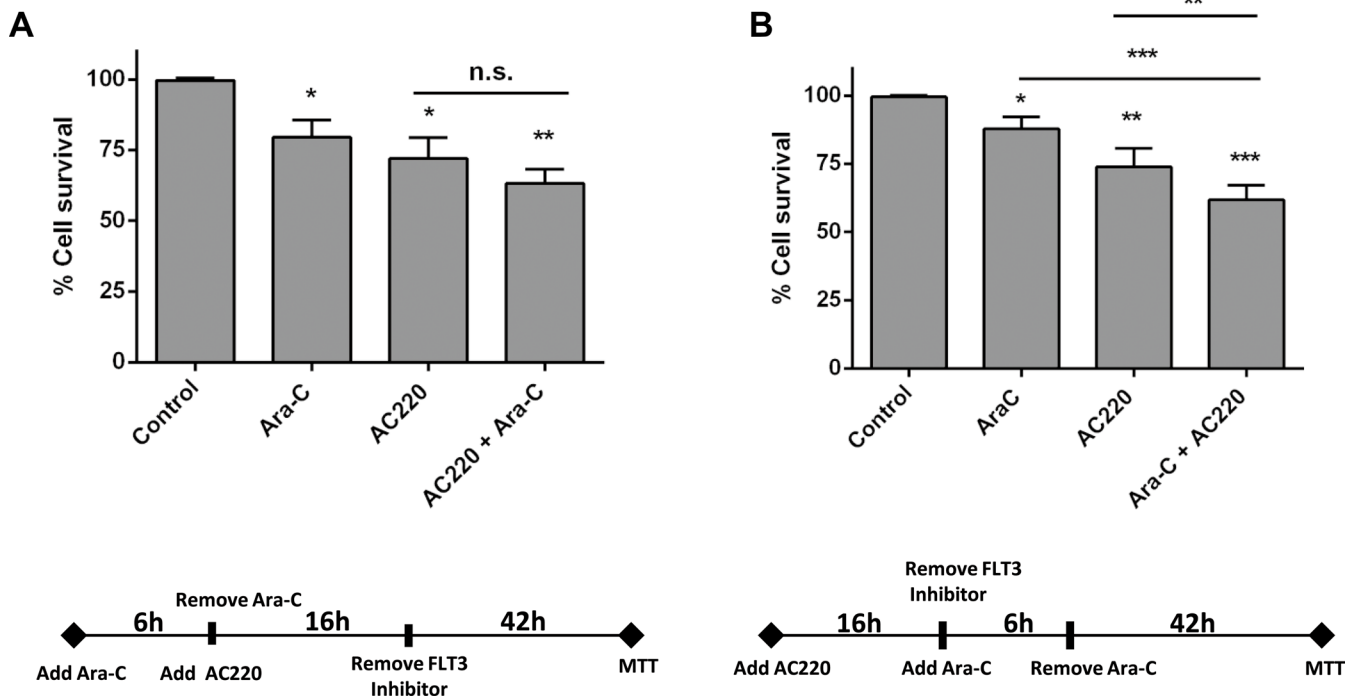 A
100
75
50
25
0
% Cell survival
*
*
n.s.
**
Control
Ara-C
AC220
AC220 + Ara-C
6h
Remove Ara-C
16h
42h
Add Ara-C
Add AC220
Remove FLT3
Inhibitor
MTT
B
**
***
100
75
50
25
0
% Cell survival
*
**
***
Control
AraC
AC220
Ara-C + AC220
Remove FLT3
Inhibitor
16h
6h
42h
Add AC220
Add Ara-C
Remove Ara-C
MTT